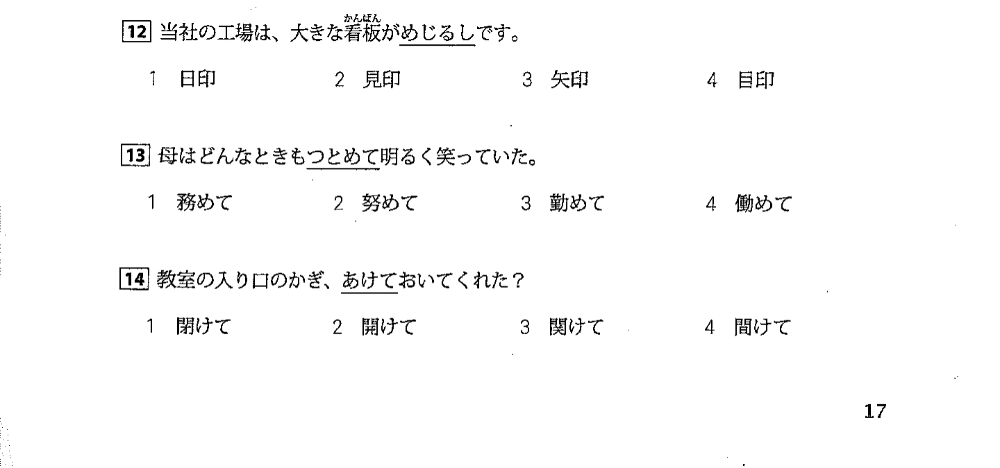 12 当社の工場は、大きな看板がめじるしです。
かんばん
1 日印 2 見印 3 矢印 4 目印
13 母はどんなときもつとめて明るく笑っていた。
1 務めて 2 努めて 3 勤めて 4 働めて
14 教室の入り口のかぎ、あけておいてくれた？
1 閉けて 2 開けて 3 関けて 4 間けて
17